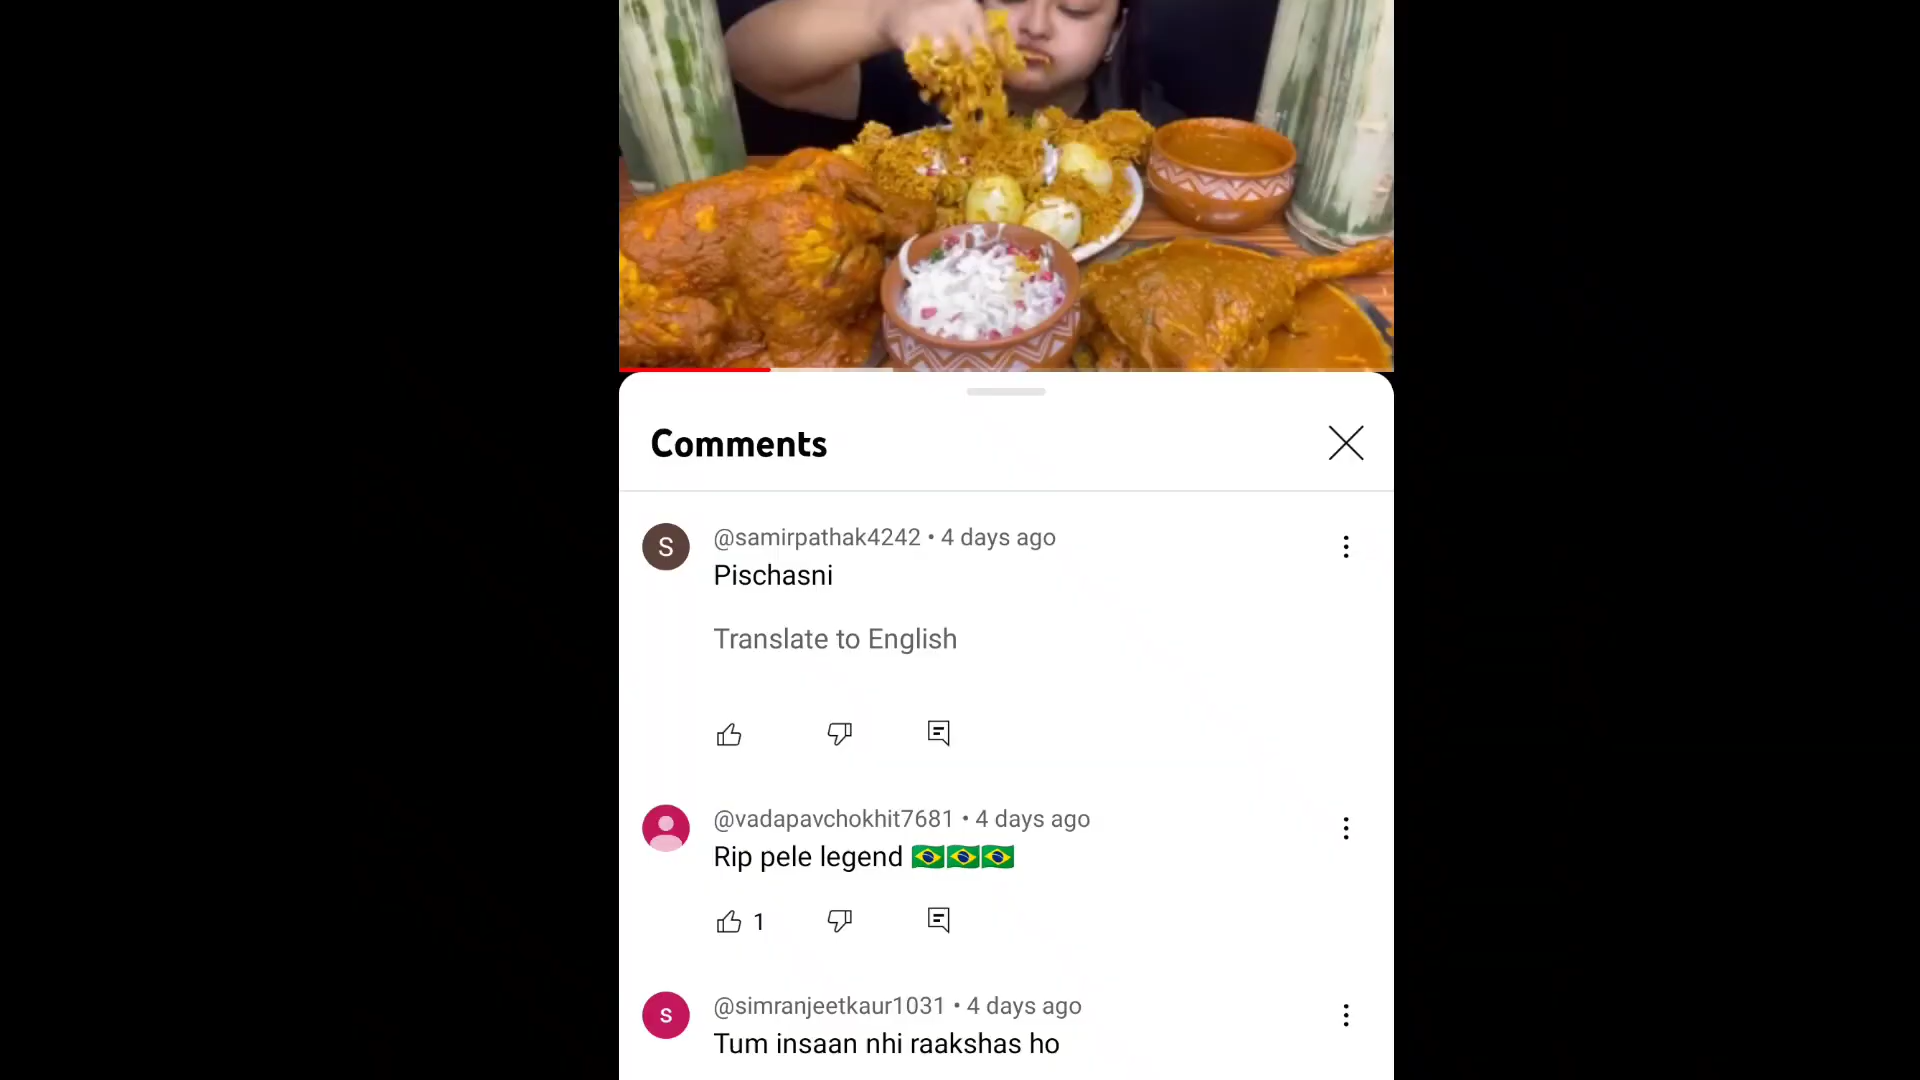 Comments
S
@samirpathak4242 • 4 days ago
Pischasni
Translate to English
@vadapavchokhit7681 • 4 days ago
Rip pele legend 🇧🇷🇧🇷🇧🇷
1
s
@simranjeetkaur1031 • 4 days ago
Tum insaan nhi raakshas ho